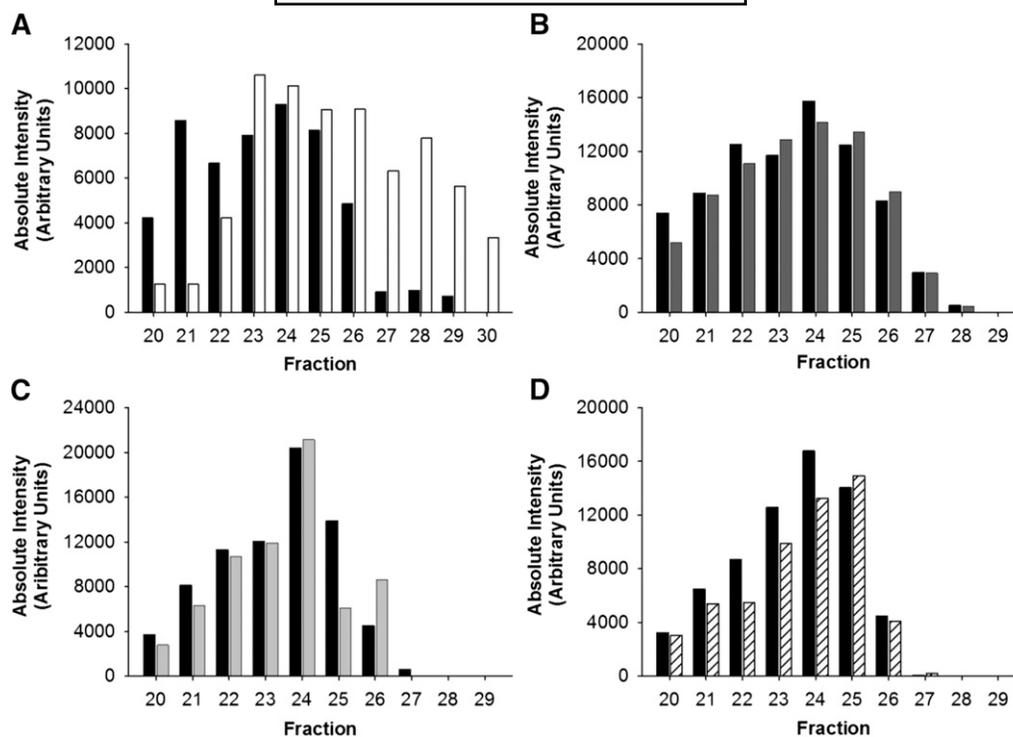 A
12000
10000
8000
6000
4000
2000
0
Absolute Intensity
(Arbitrary Units)
20 21 22 23 24 25 26 27 28 29 30
Fraction
B
20000
16000
12000
8000
4000
0
Absolute Intensity
(Arbitrary Units)
20 21 22 23 24 25 26 27 28 29
Fraction
C
24000
20000
16000
12000
8000
4000
0
Absolute Intensity
(Aribitrary Units)
20 21 22 23 24 25 26 27 28 29
Fraction
D
20000
16000
12000
8000
4000
0
Absolute Intensity
(Arbitrary Units)
20 21 22 23 24 25 26 27 28 29
Fraction